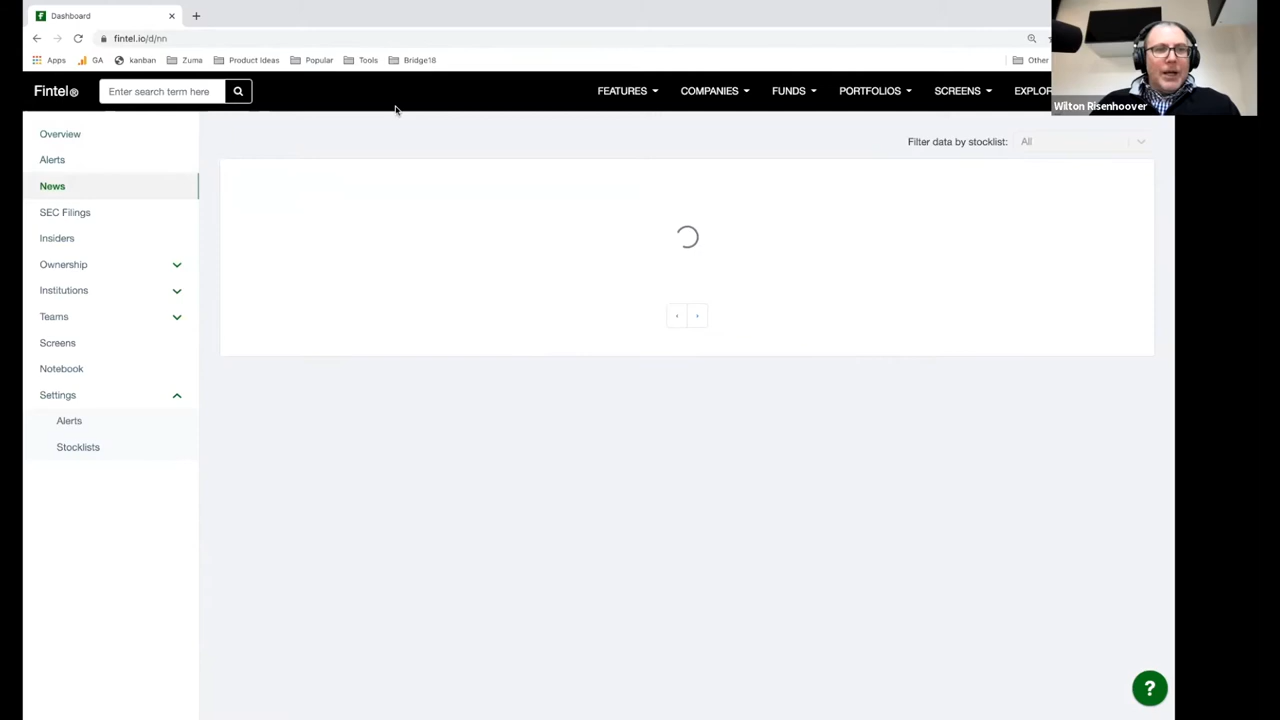 Dashboard
fintel.io/d/nn
Apps GA kanban Zuma Product Ideas Popular Tools Bridge18 Other
Fintel Enter search term here FEATURES COMPANIES FUNDS PORTFOLIOS SCREENS EXPLOR
Wilton Risenhoover
Overview
Filter data by stocklist: All
Alerts
News
SEC Filings
Insiders
Ownership
Institutions
Teams
Screens
Notebook
Settings
Alerts
Stocklists
?